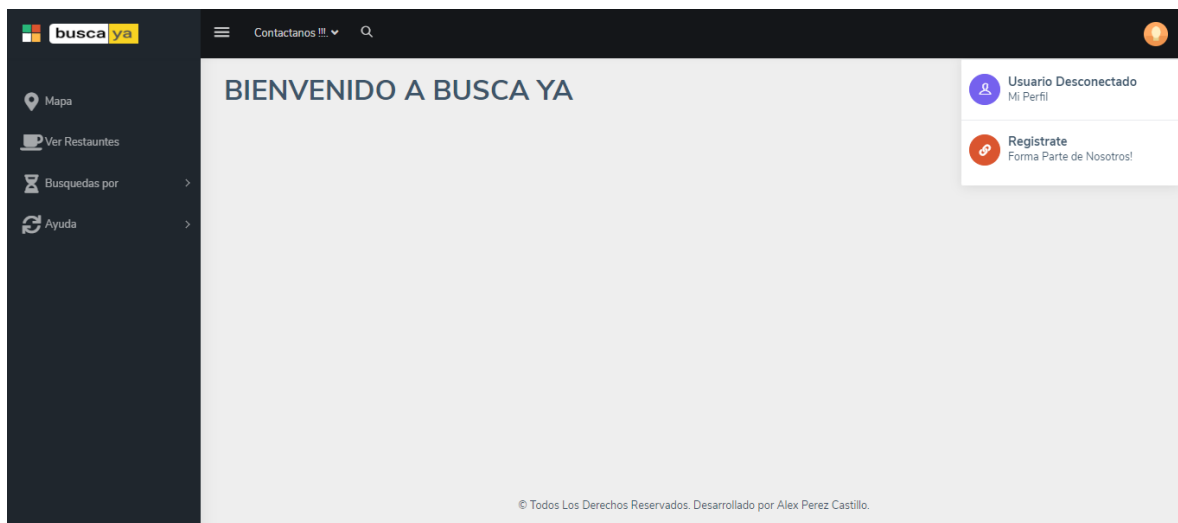 busca ya
Contactanos !!!.
Mapa
Ver Restauntes
Busquedas por
Ayuda
BIENVENIDO A BUSCA YA
Usuario Desconectado
Mi Perfil
Registrate
Forma Parte de Nosotros!
© Todos Los Derechos Reservados. Desarrollado por Alex Perez Castillo.